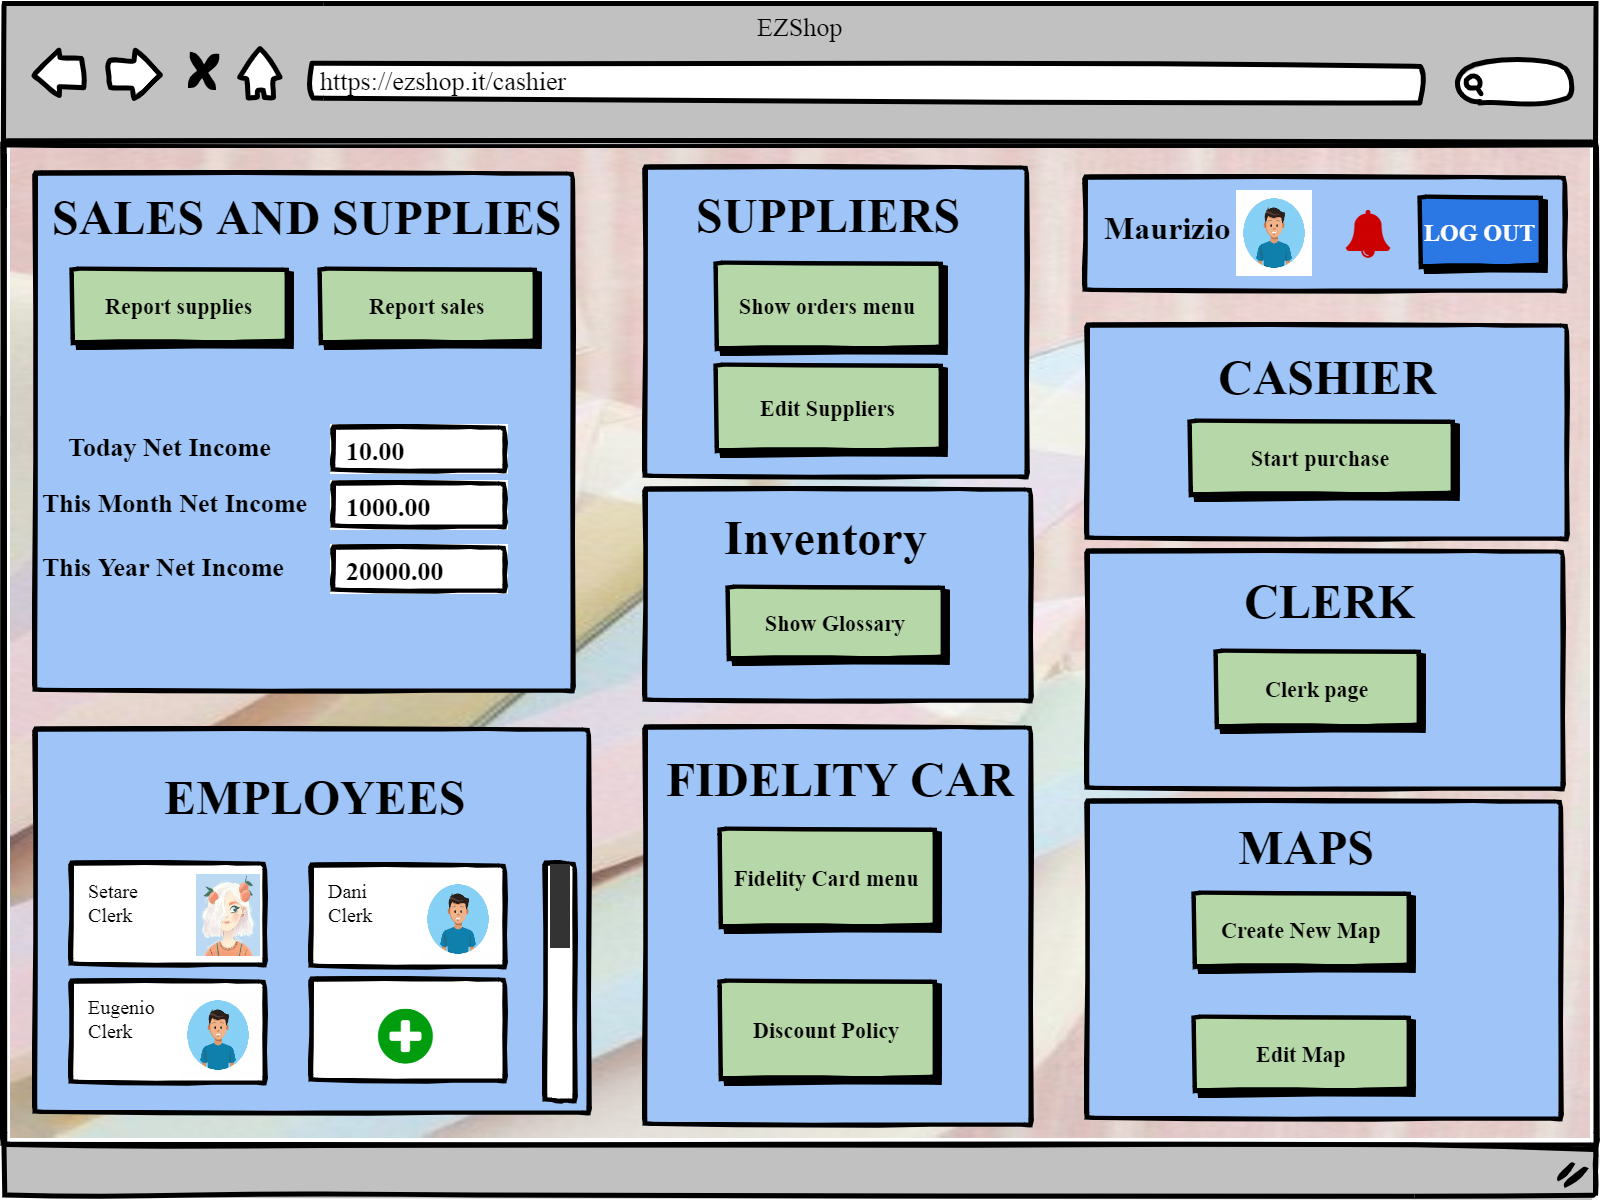 EZShop
https://ezshop.it/cashier
SALES AND SUPPLIES
Report supplies
Report sales
Today Net Income
10.00
This Month Net Income
1000.00
This Year Net Income
20000.00
EMPLOYEES
Setare
Clerk
Dani
Clerk
Eugenio
Clerk
SUPPLIERS
Show orders menu
Edit Suppliers
Inventory
Show Glossary
FIDELITY CAR
Fidelity Card menu
Discount Policy
Maurizio
LOG OUT
CASHIER
Start purchase
CLERK
Clerk page
MAPS
Create New Map
Edit Map